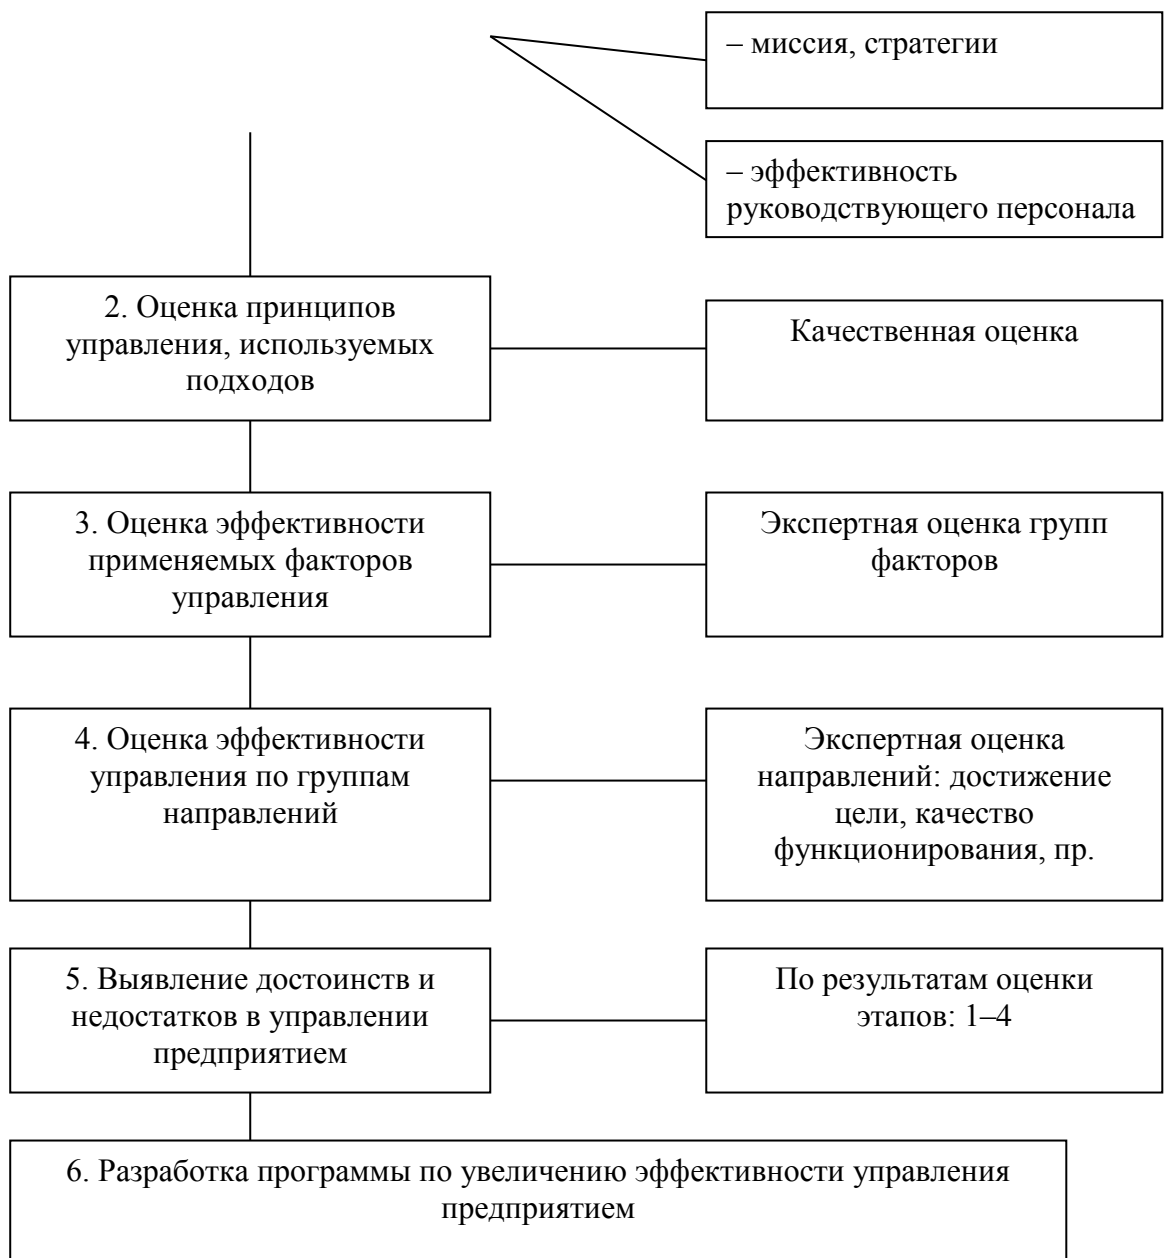 – миссия, стратегии
– эффективность
руководствующего персонала
2. Оценка принципов
управления, используемых
подходов
Качественная оценка
3. Оценка эффективности
применяемых факторов
управления
Экспертная оценка групп
факторов
4. Оценка эффективности
управления по группам
направлений
Экспертная оценка
направлений: достижение
цели, качество
функционирования, пр.
5. Выявление достоинств и
недостатков в управлении
предприятием
По результатам оценки
этапов: 1–4
6. Разработка программы по увеличению эффективности управления
предприятием